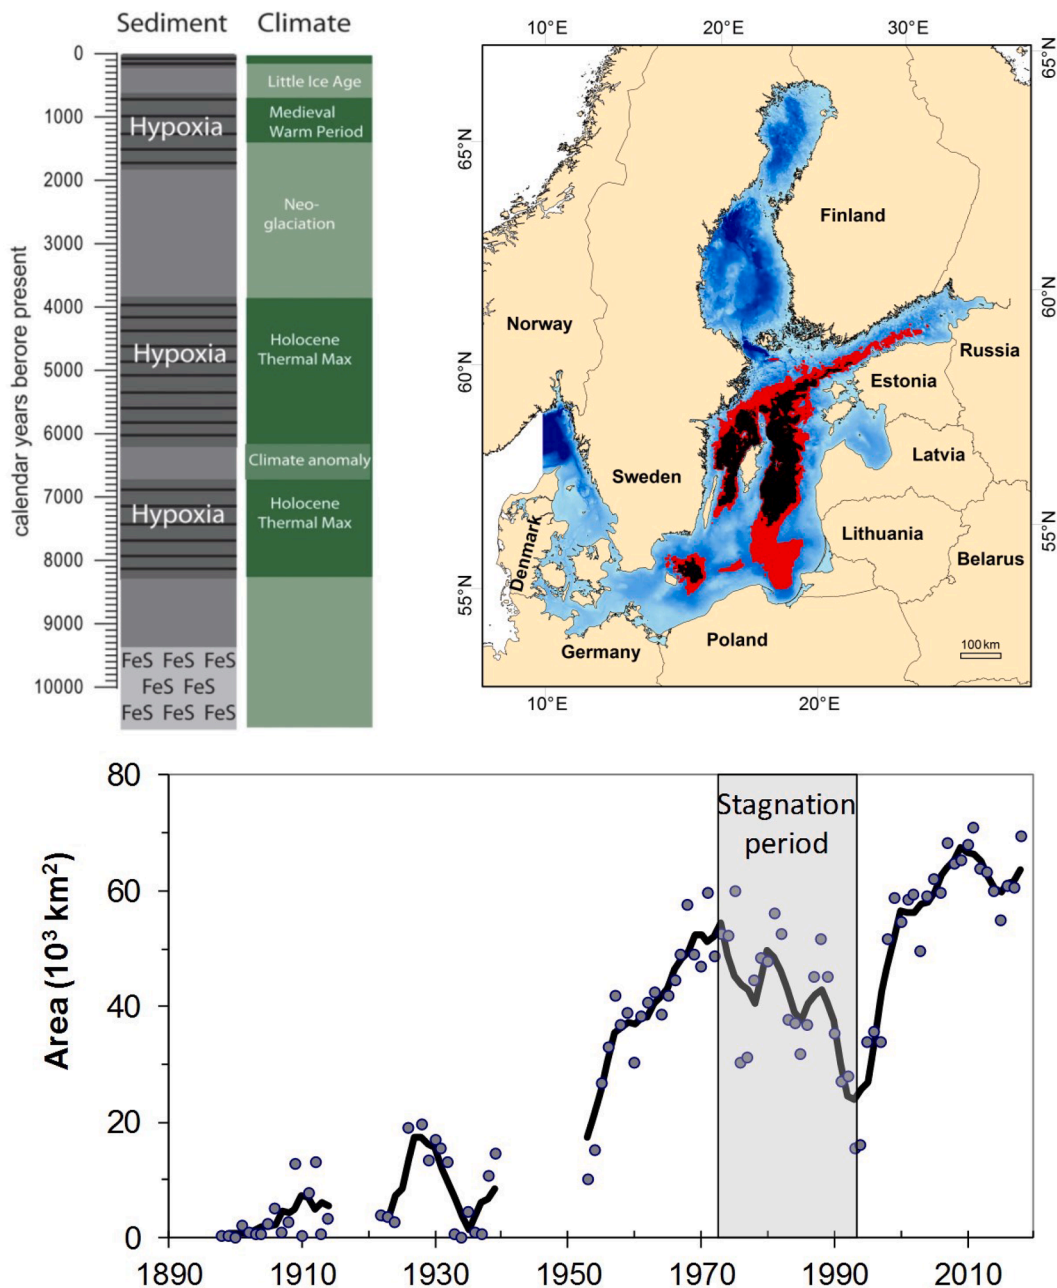 Sediment Climate
0
1000
2000
3000
4000
5000
6000
7000
8000
9000
10000
calendar years berore present
Hypoxia
Hypoxia
Hypoxia
FeS FeS FeS
FeS FeS
FeS FeS FeS
Little Ice Age
Medieval
Warm Period
Neo-
glaciation
Holocene
Thermal Max
Climate anomaly
Holocene
Thermal Max
10°E 20°E 30°E
65°N
65°N
60°N
60°N
55°N
55°N
Finland
Norway
Russia
Estonia
Sweden
Latvia
Denmark
Lithuania
Belarus
Poland
Germany
100 km
10°E 20°E
Stagnation
period
Area (10³ km²)
80
60
40
20
0
1890 1910 1930 1950 1970 1990 2010